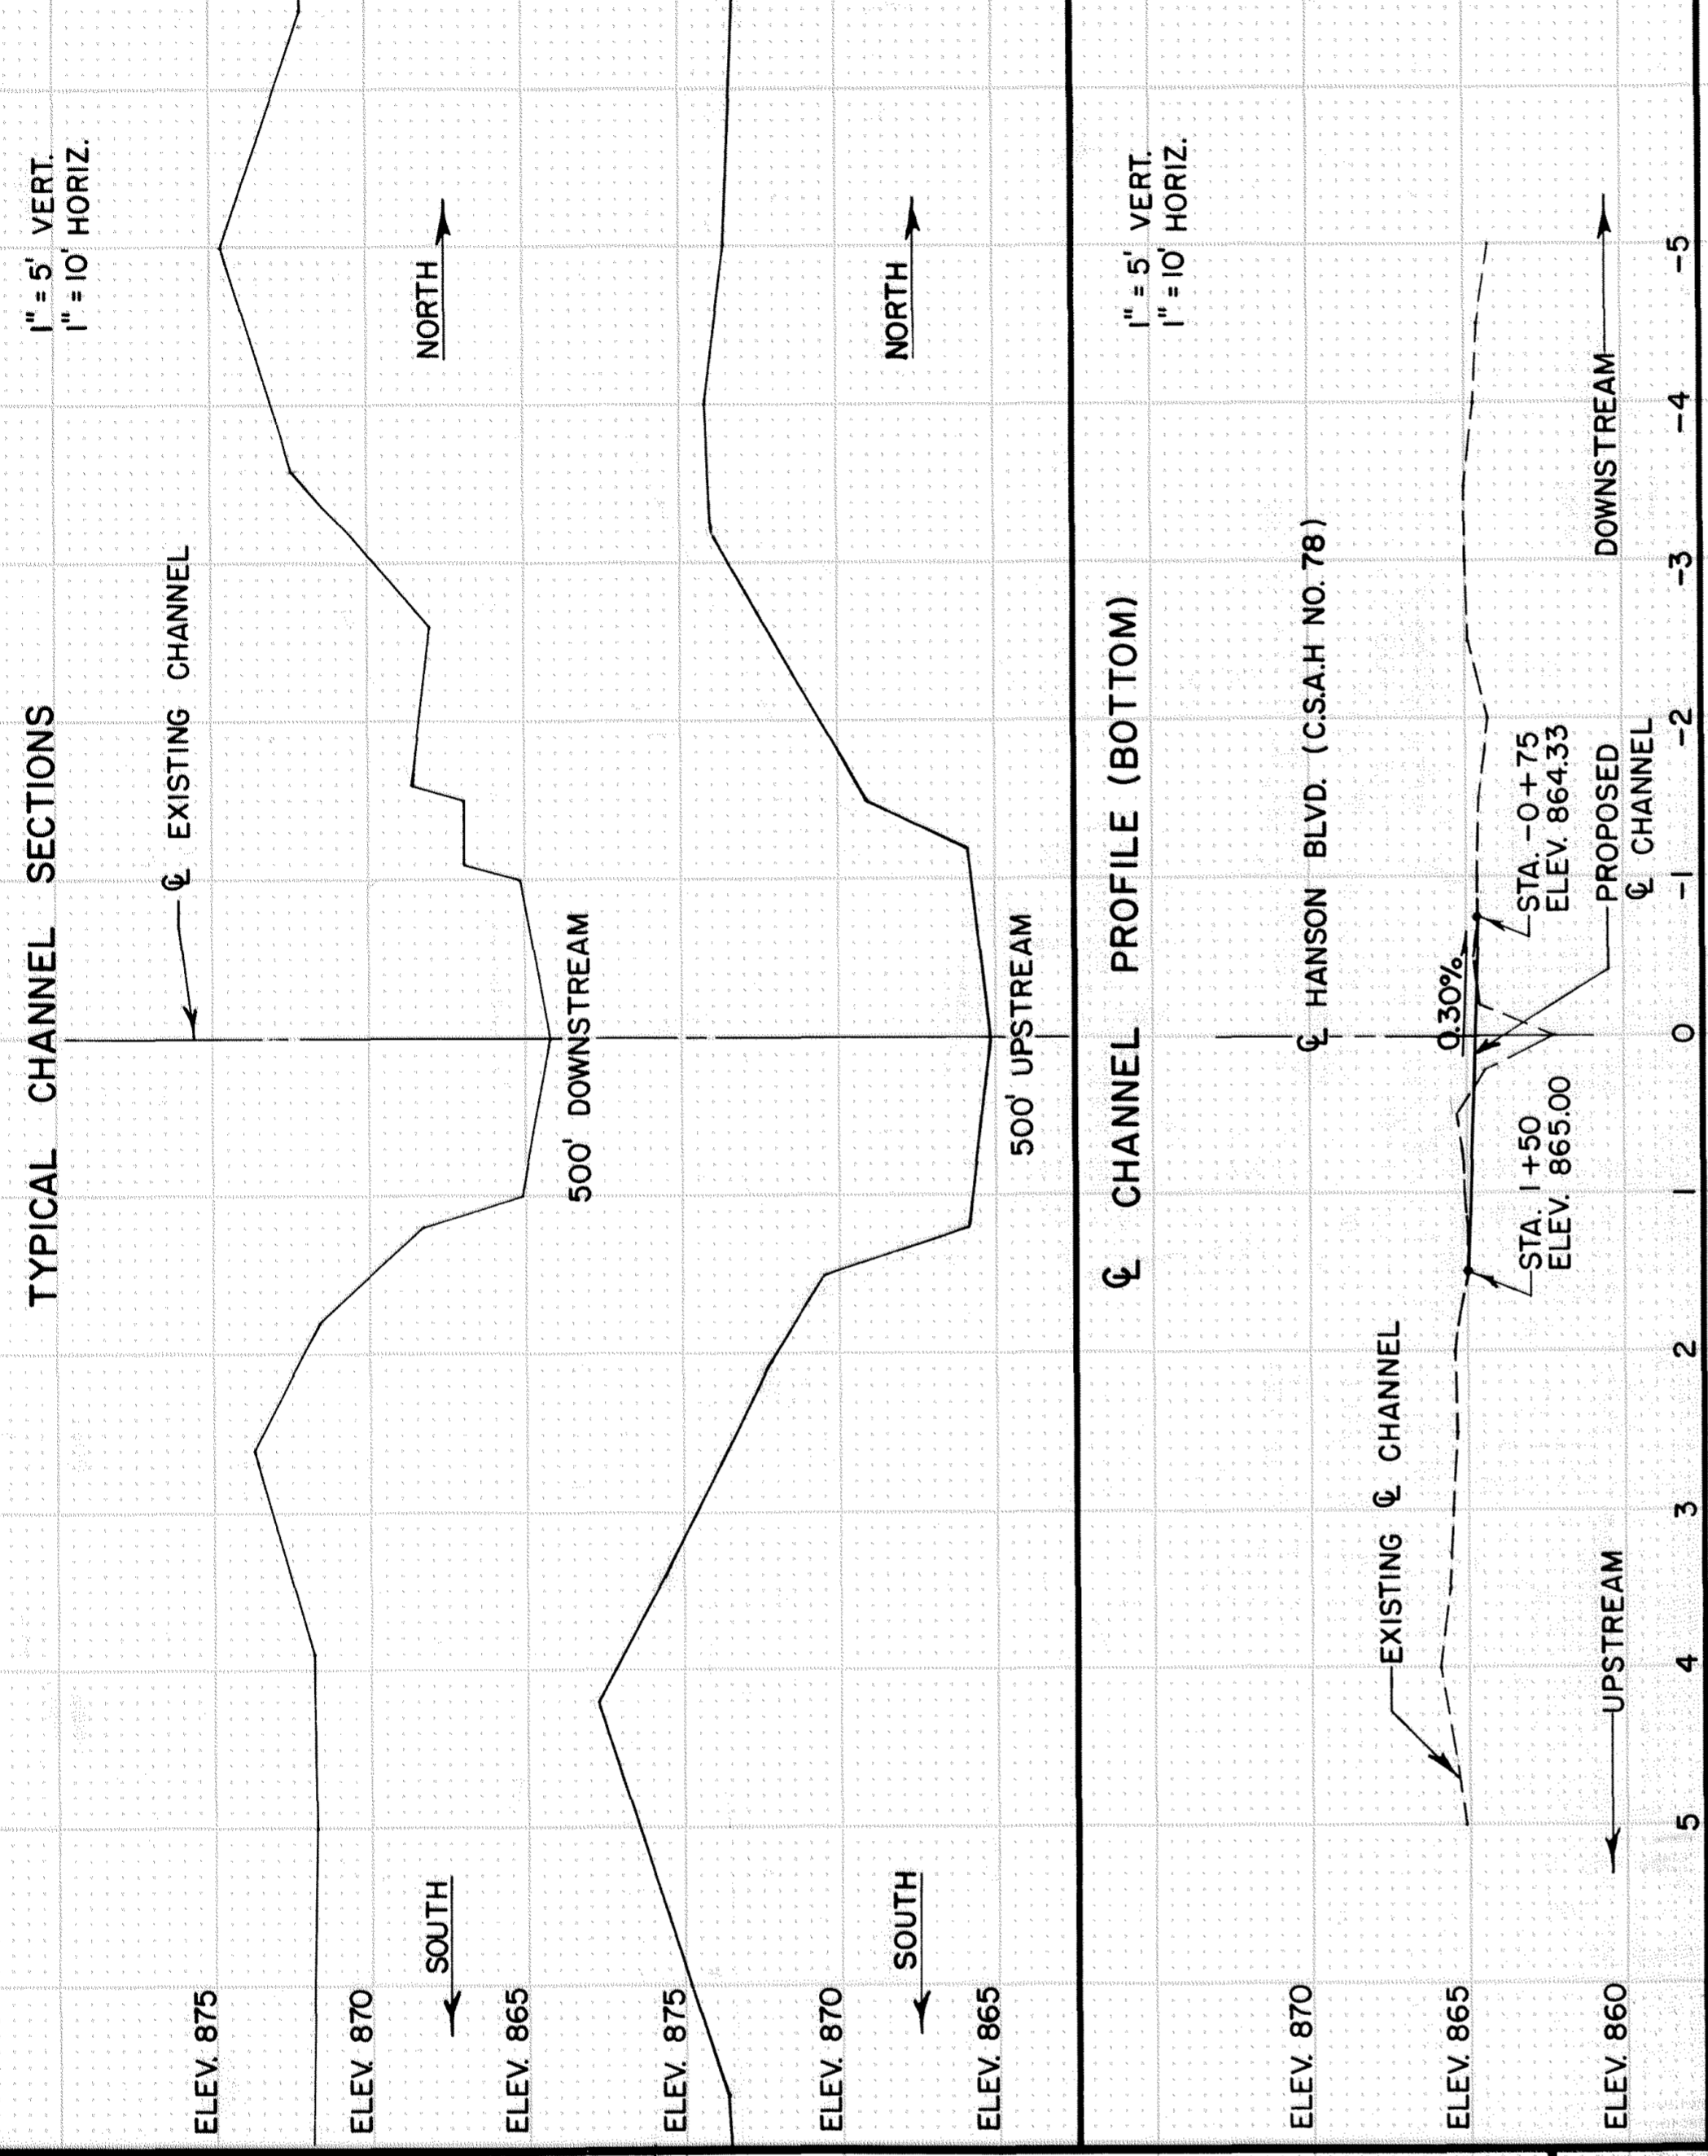 TYPICAL CHANNEL SECTIONS
1" = 5' VERT.
1" = 10' HORIZ.
℄ EXISTING CHANNEL
ELEV. 875
ELEV. 870
ELEV. 865
SOUTH
NORTH
500' DOWNSTREAM
ELEV. 875
ELEV. 870
ELEV. 865
SOUTH
NORTH
500' UPSTREAM
℄ CHANNEL PROFILE (BOTTOM)
1" = 5' VERT.
1" = 10' HORIZ.
℄ HANSON BLVD. (C.S.A.H NO. 78)
ELEV. 870
ELEV. 865
ELEV. 860
EXISTING ℄ CHANNEL
0.30%
STA. 1+50
ELEV. 865.00
STA. -0+75
ELEV. 864.33
PROPOSED
℄ CHANNEL
UPSTREAM
DOWNSTREAM
5 4 3 2 1 0 -1 -2 -3 -4 -5